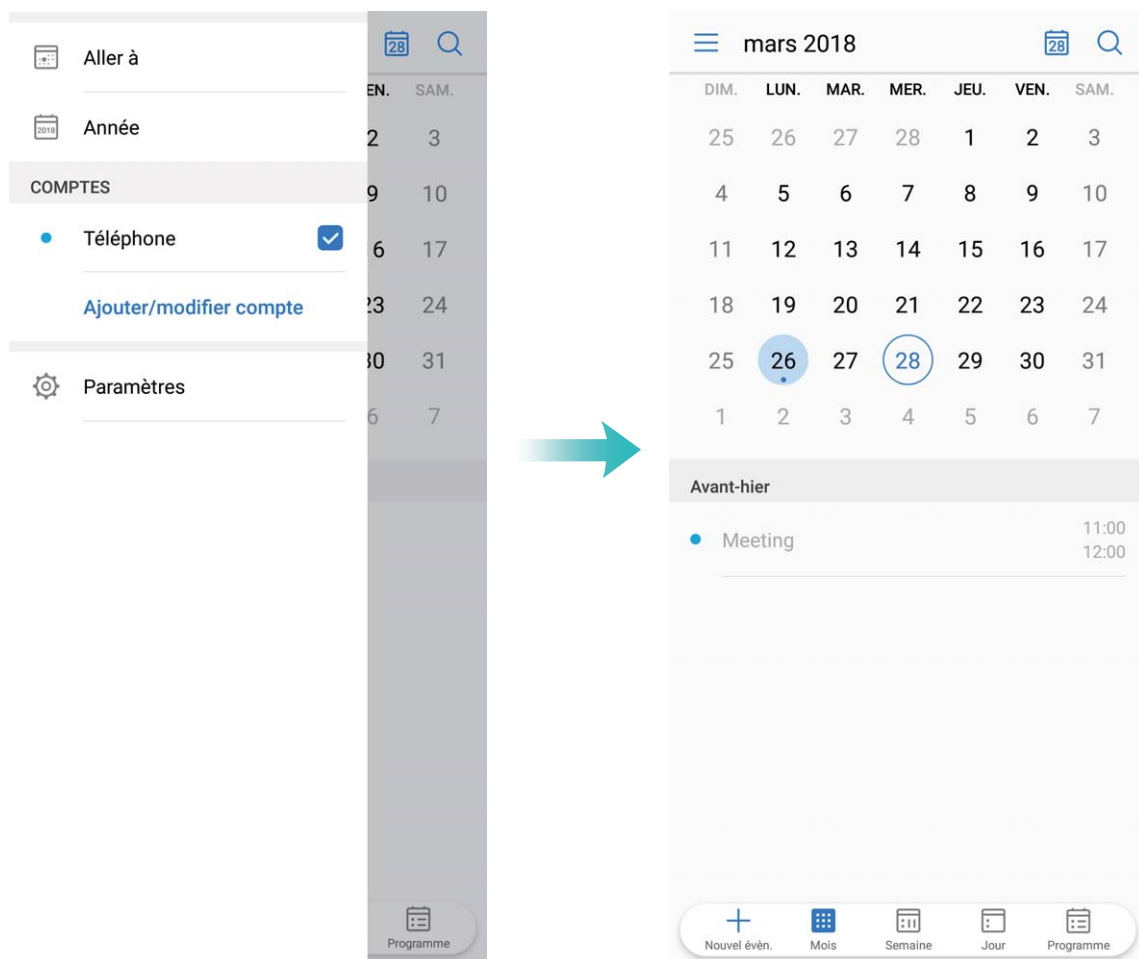 Aller à
2018
Année
COMPTES
Téléphone
Ajouter/modifier compte
Paramètres
28
EN. SAM.
2 3
9 10
6 17
23 24
30 31
6 7
Programme
mars 2018 28
DIM. LUN. MAR. MER. JEU. VEN. SAM.
25 26 27 28 1 2 3
4 5 6 7 8 9 10
11 12 13 14 15 16 17
18 19 20 21 22 23 24
25 26 27 28 29 30 31
1 2 3 4 5 6 7
Avant-hier
Meeting 11:00
12:00
Nouvel évèn. Mois Semaine Jour Programme